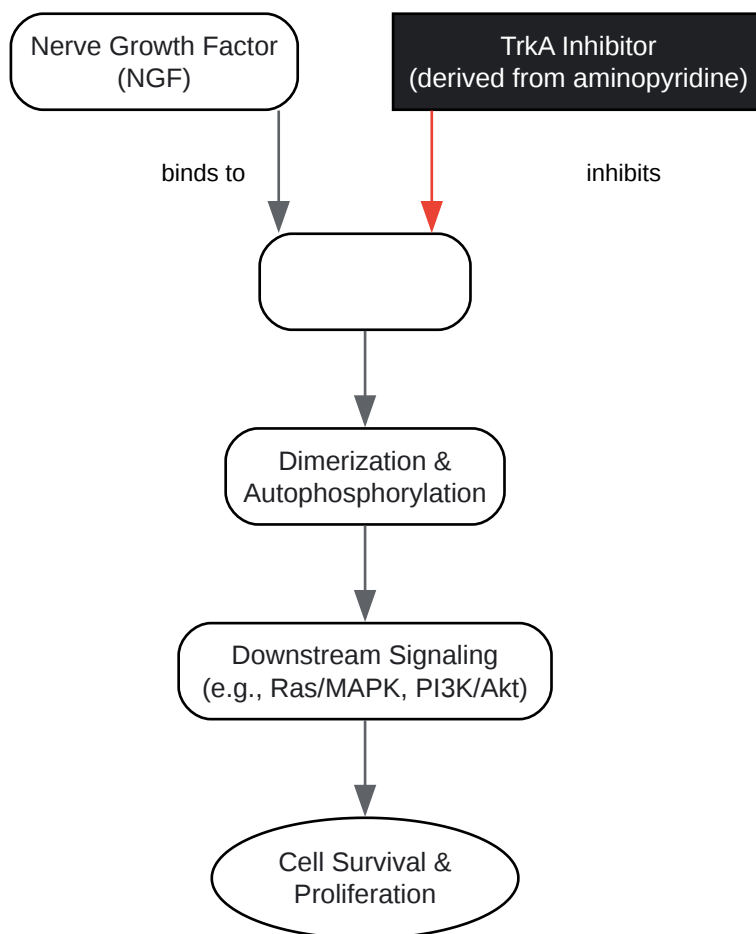 Nerve Growth Factor
(NGF)
TrkA Inhibitor
(derived from aminopyridine)
binds to
inhibits
Dimerization &
Autophosphorylation
Downstream Signaling
(e.g., Ras/MAPK, PI3K/Akt)
Cell Survival &
Proliferation